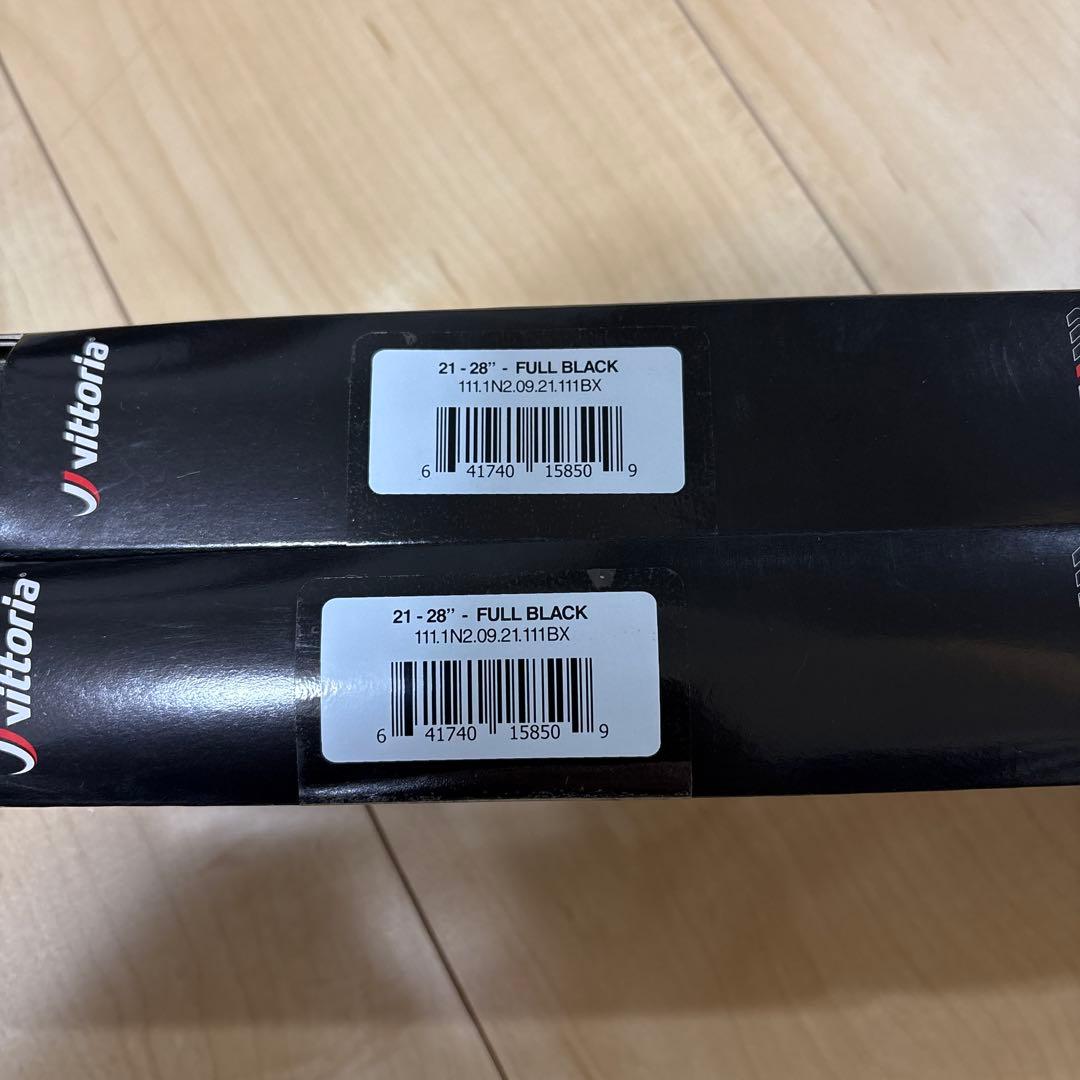 vittoria
21 - 28” - FULL BLACK
111.1N2.09.21.111BX
6 41740 15850 9
vittoria
21 - 28” - FULL BLACK
111.1N2.09.21.111BX
6 41740 15850 9